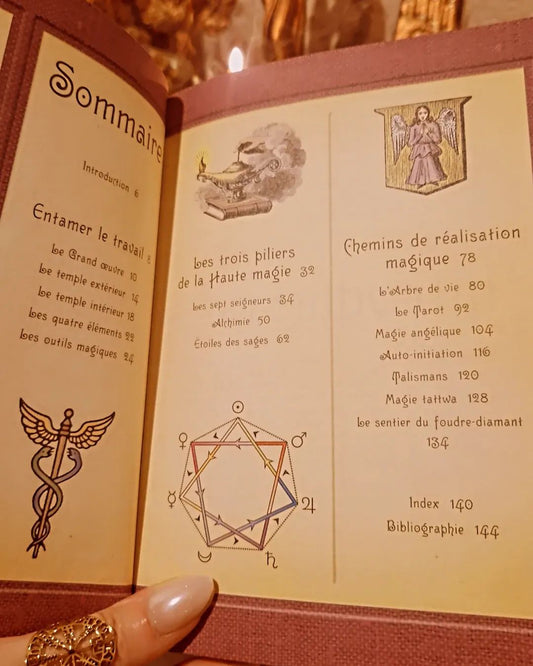 Sommaire
Introduction 6
Entamer le travail 8
Le Grand œuvre 10
Le temple extérieur 14
Le temple intérieur 18
Les quatre éléments 22
Les outils magiques 24
Les trois piliers
de la Haute magie 32
Les sept seigneurs 34
Alchimie 50
Étoiles des sages 62
☉
♀ ♂
☿ ♃
☾ ♄
Chemins de réalisation
magique 78
L'Arbre de vie 80
Le Tarot 92
Magie angélique 104
Auto-initiation 116
Talismans 120
Magie tattwa 128
Le sentier du foudre-diamant
134
Index 140
Bibliographie 144